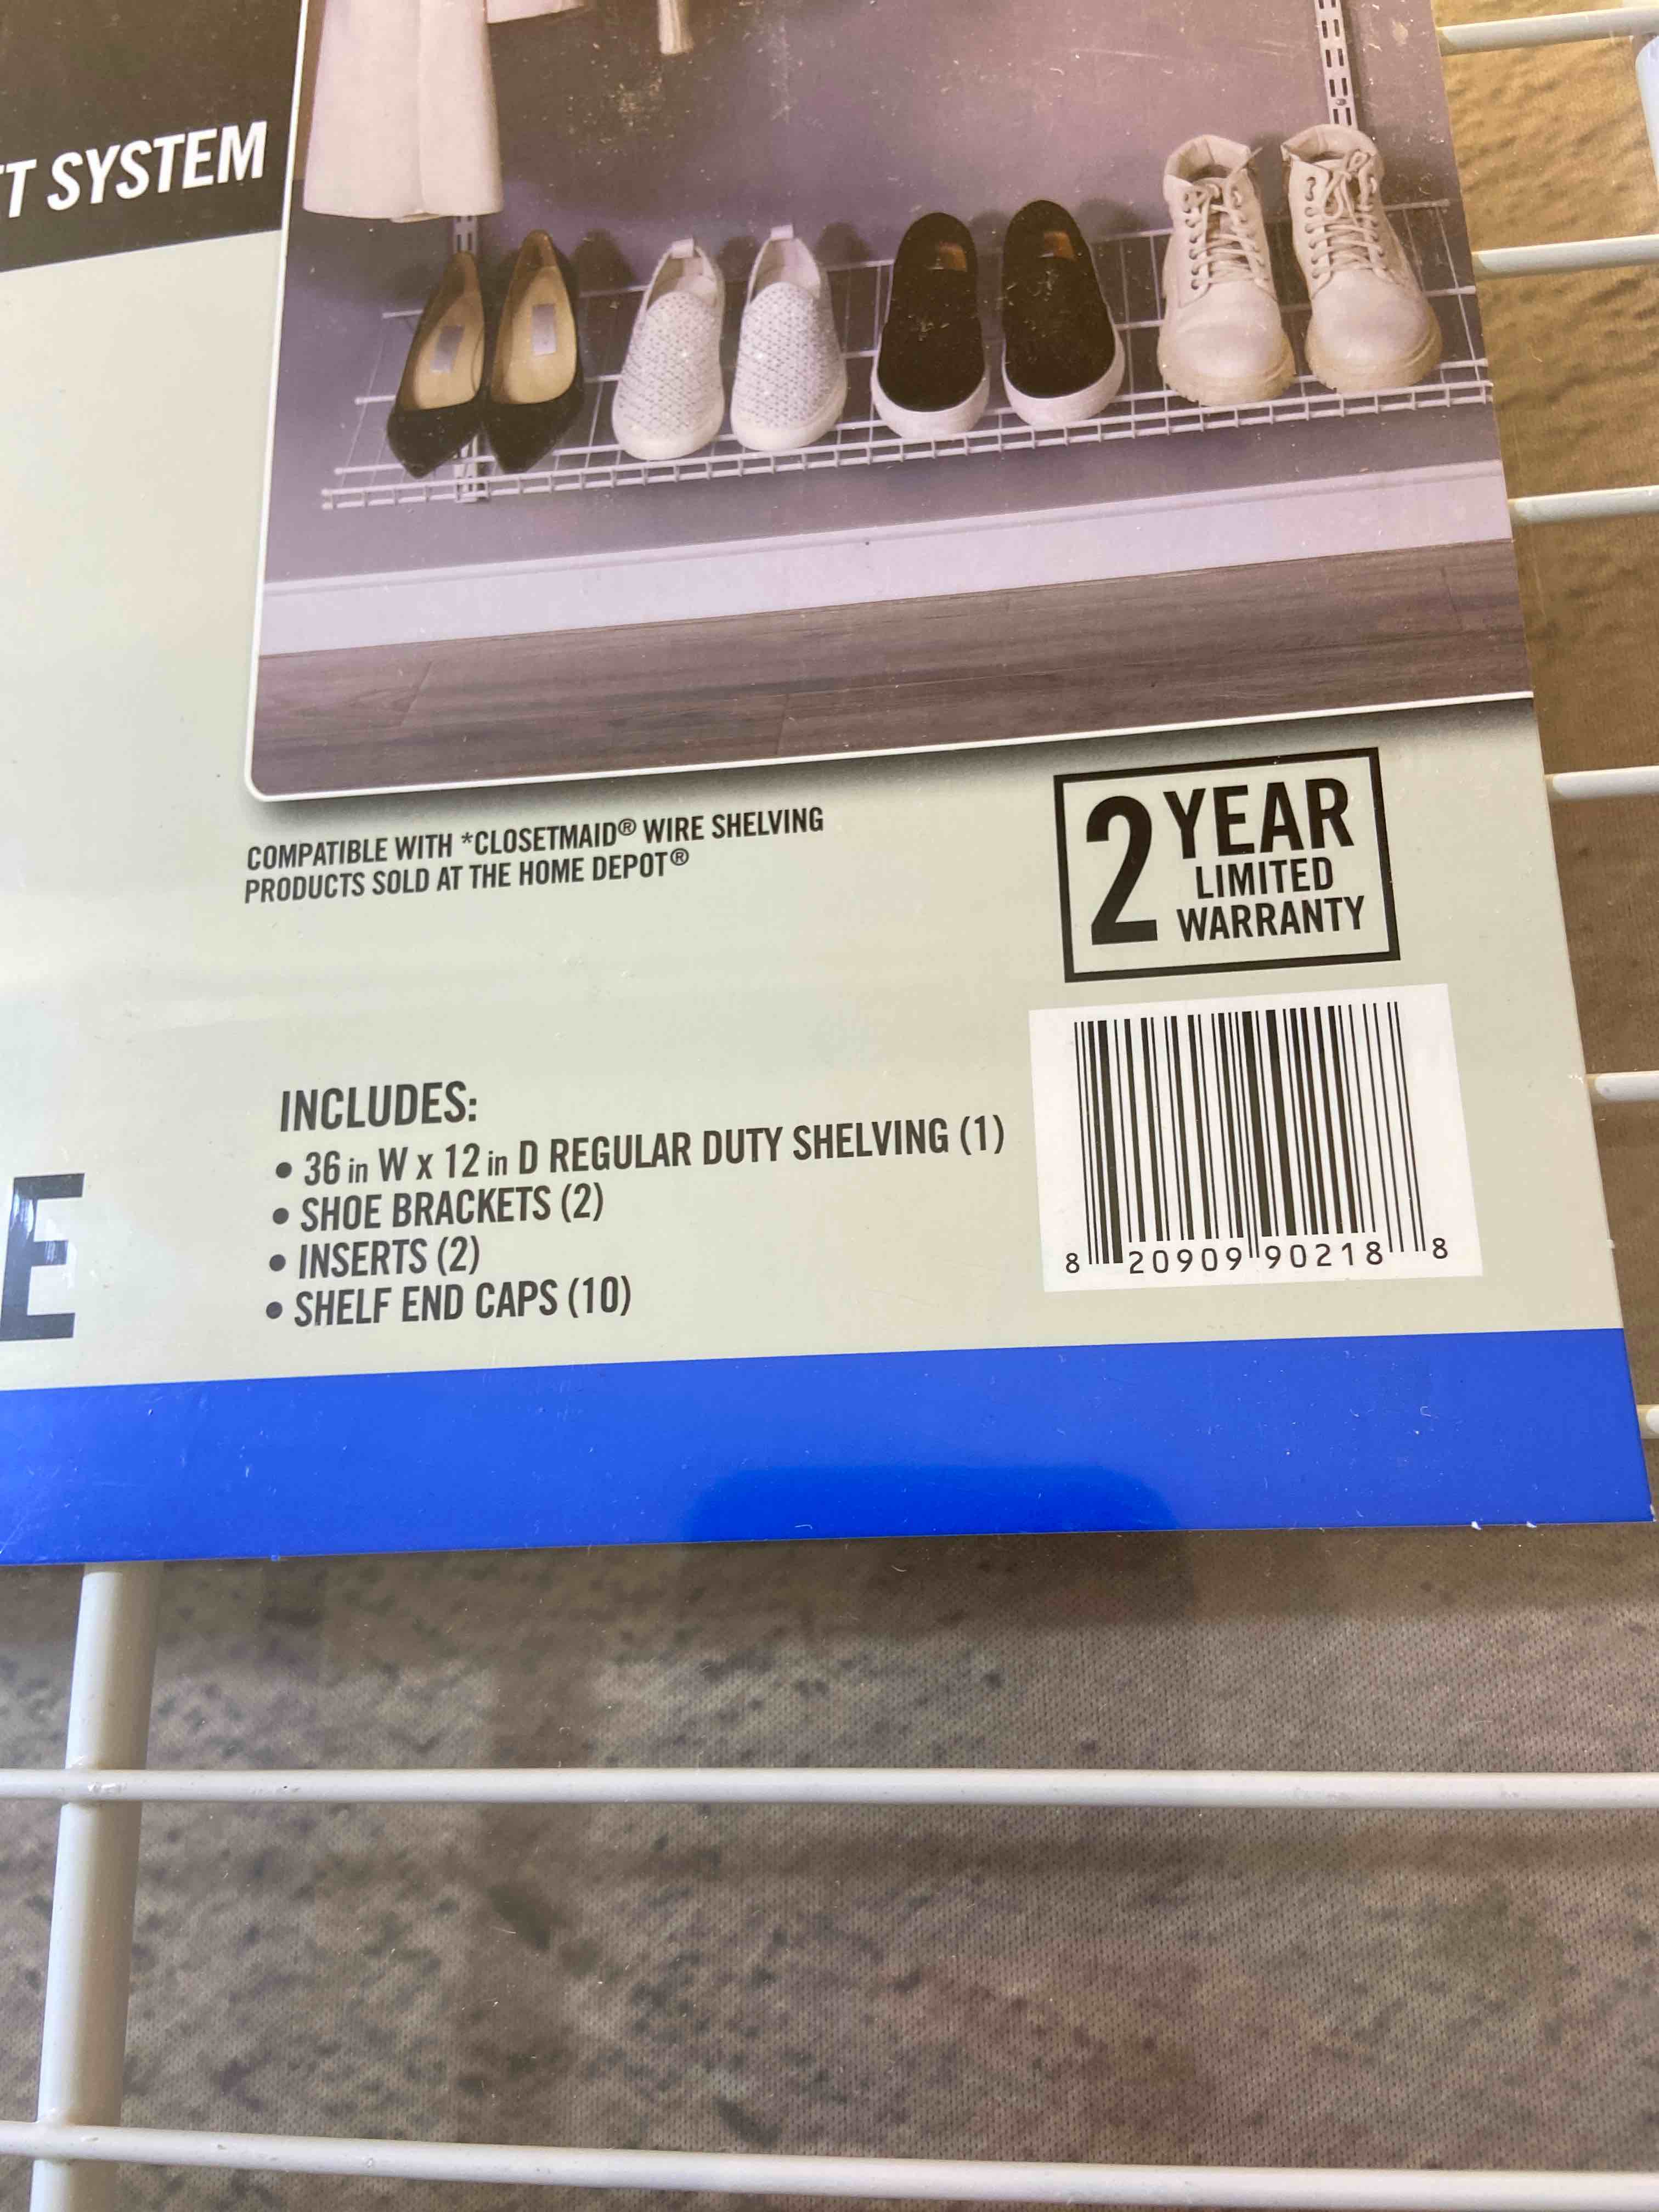 T SYSTEM
COMPATIBLE WITH *CLOSETMAID® WIRE SHELVING
PRODUCTS SOLD AT THE HOME DEPOT®
2 YEAR
LIMITED
WARRANTY
INCLUDES:
• 36 in W x 12 in D REGULAR DUTY SHELVING (1)
• SHOE BRACKETS (2)
• INSERTS (2)
• SHELF END CAPS (10)
E
8 20909 90218 8